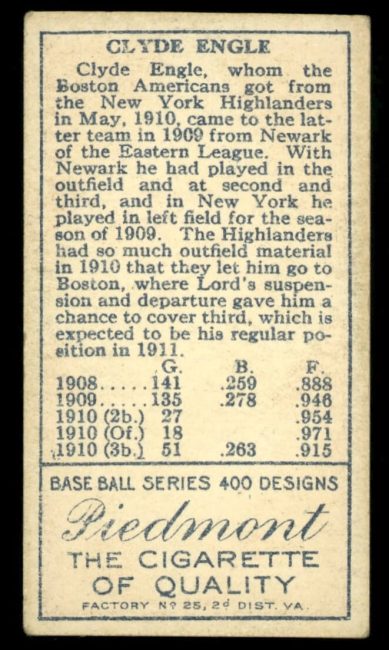 CLYDE ENGLE
Clyde Engle, whom the
Boston Americans got from
the New York Highlanders
in May, 1910, came to the lat-
ter team in 1909 from Newark
of the Eastern League. With
Newark he had played in the
outfield and at second and
third, and in New York he
played in left field for the sea-
son of 1909. The Highlanders
had so much outfield material
in 1910 that they let him go to
Boston, where Lord's suspen-
sion and departure gave him a
chance to cover third, which is
expected to be his regular po-
sition in 1911.
G. B. F.
1908..... 141 .259 .888
1909..... 135 .278 .946
1910 (2b.) 27 .954
1910 (Of.) 18 .971
1910 (3b.) 51 .263 .915
BASE BALL SERIES 400 DESIGNS
Piedmont
THE CIGARETTE
OF QUALITY
FACTORY Nº 25, 2d DIST. VA.